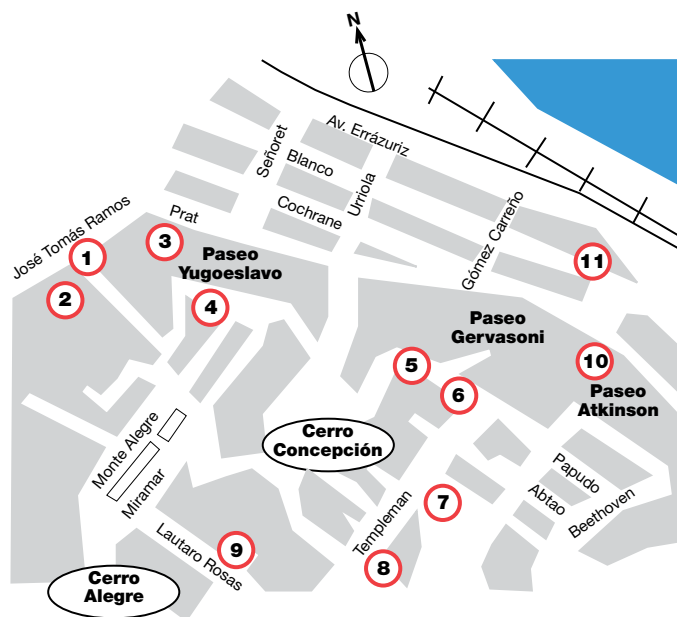 N
Av. Errázuriz
Señoret
Blanco
Urriola
Cochrane
Gómez Carreño
José Tomás Ramos
Prat
1
2
3
Paseo
Yugoeslavo
4
11
Paseo
Gervasoni
5
6
10
Paseo
Atkinson
Cerro
Concepción
Monte Alegre
Miramar
Papudo
Abtao
Beethoven
Templeman
7
Lautaro Rosas
9
8
Cerro
Alegre